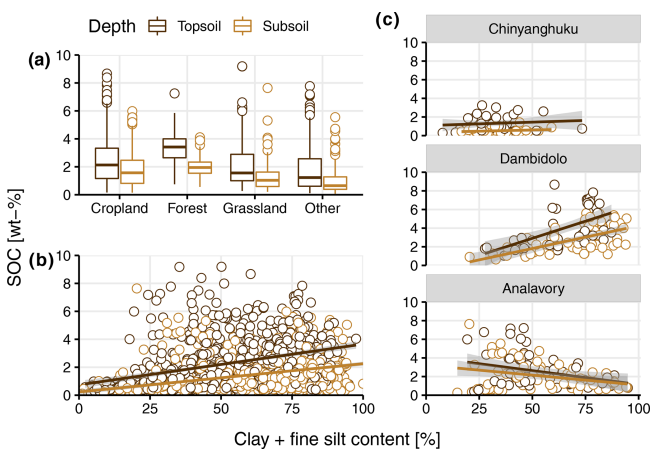 Depth Topsoil Subsoil
(a)
10
8
6
4
2
0
Cropland Forest Grassland Other
SOC [wt−%]
(b)
10
8
6
4
2
0
0 25 50 75 100
(c)
Chinyanghuku
10
8
6
4
2
0
Dambidolo
10
8
6
4
2
0
Analavory
10
8
6
4
2
0
0 25 50 75 100
Clay + fine silt content [%]